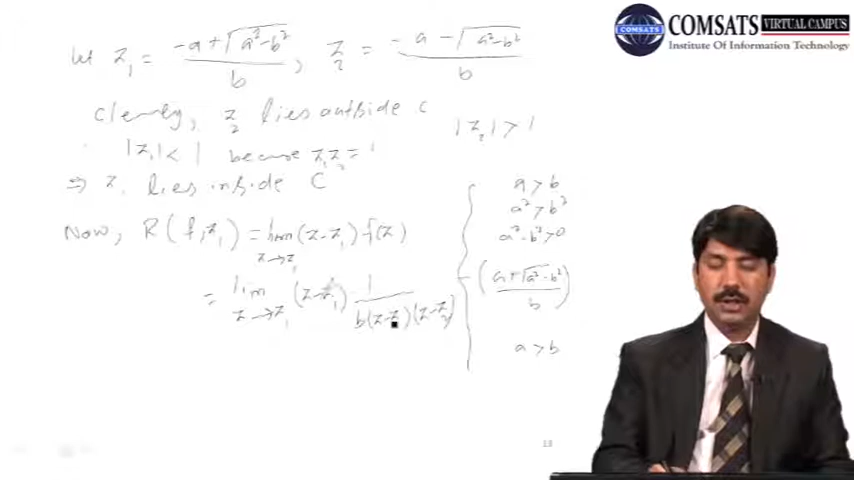 COMSATS VIRTUAL CAMPUS
Institute Of Information Technology
let z₁ = (-a + √(a²-b²))/b, z₂ = (-a - √(a²-b²))/b
Clearly, z₂ lies outside C |z₂| > 1
|z₁| < 1 because z₁z₂ = 1
⇒ z₁ lies inside C
Now, R(f, z₁) = lim z→z₁ (z-z₁) f(z)
= lim z→z₁ (z-z₁) 1/(b(z-z₁)(z-z₂))
a > b
a² > b²
a²-b² > 0
((a+√(a²-b²))/b)
a > b
18